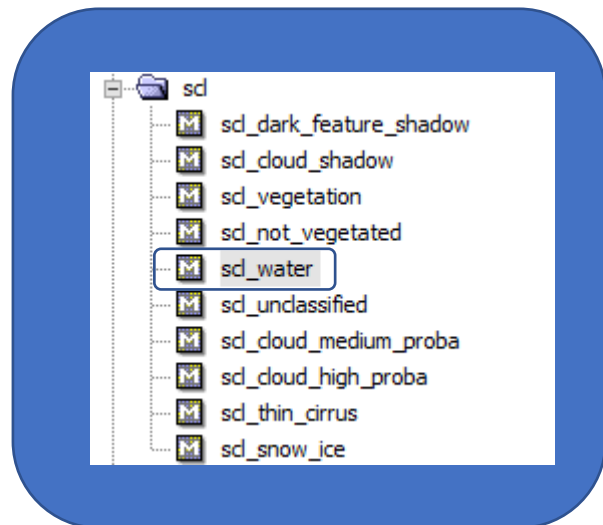 scl
scl_dark_feature_shadow
scl_cloud_shadow
scl_vegetation
scl_not_vegetated
scl_water
scl_unclassified
scl_cloud_medium_proba
scl_cloud_high_proba
scl_thin_cirrus
scl_snow_ice